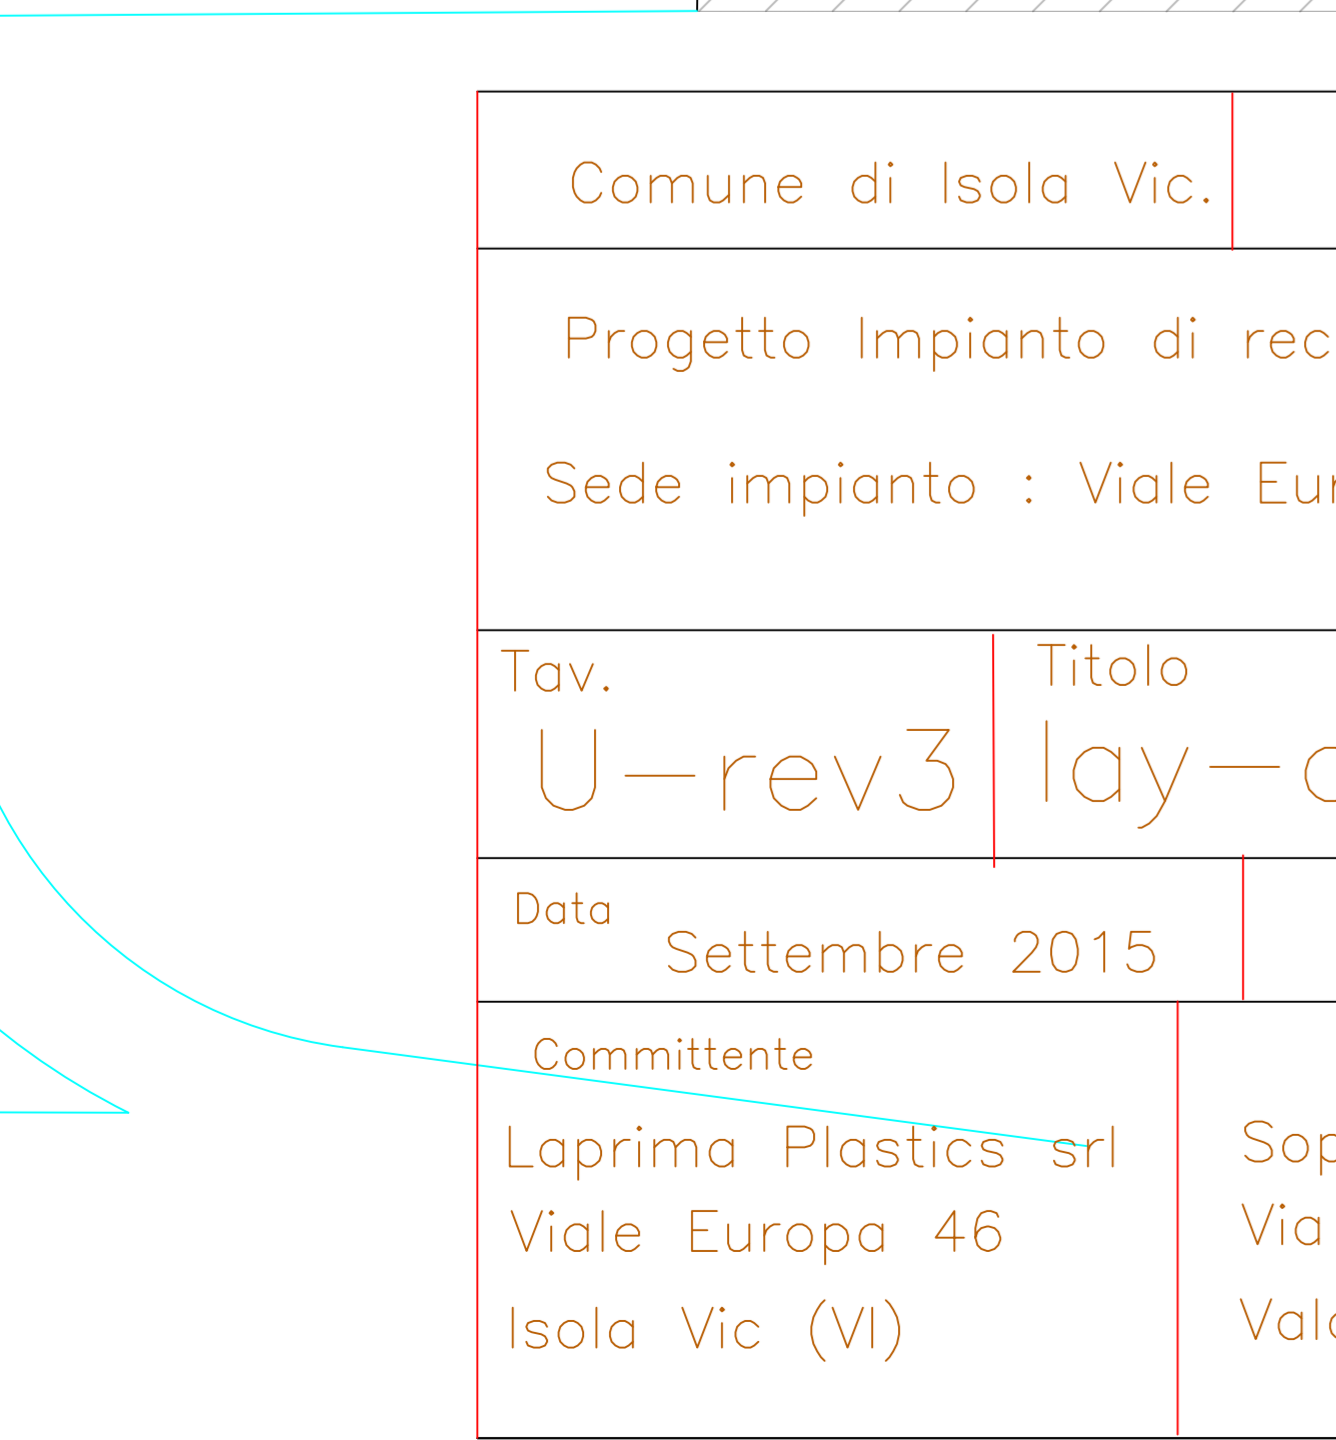 Comune di Isola Vic.
Progetto Impianto di rec
Sede impianto : Viale Eur
Tav.
Titolo
U-rev3
lay-
Data
Settembre 2015
Committente
Laprima Plastics srl
Viale Europa 46
Isola Vic (VI)
Sop
Via
Val